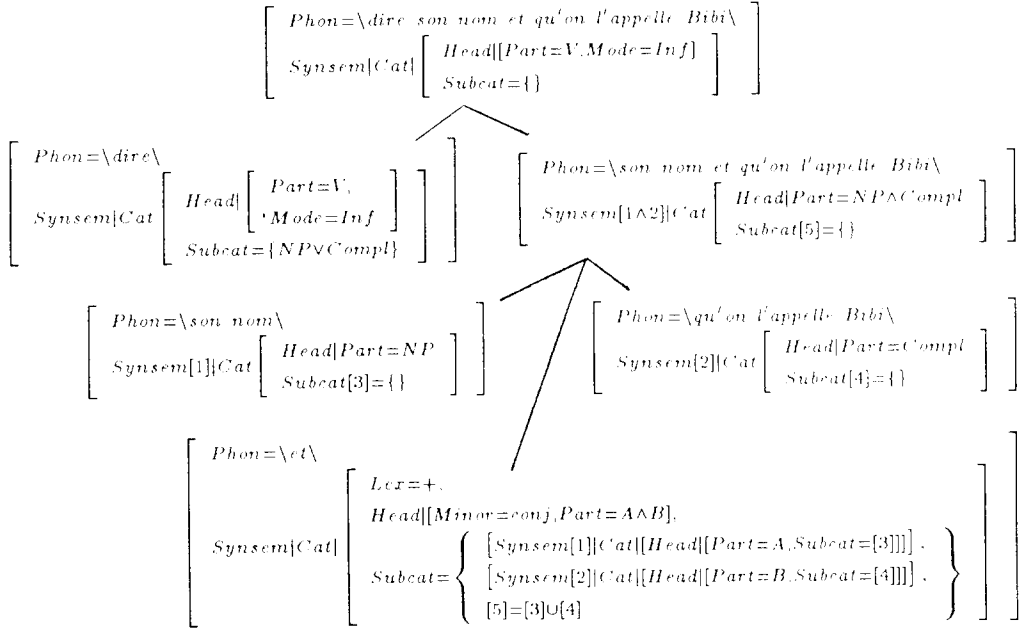 Phon=\dire son nom et qu'on l'appelle Bibi\
Synsem|Cat|
Head|[Part=V,Mode=Inf]
Subcat={}
Phon=\dire\
Synsem|Cat
Head|
Part=V,
Mode=Inf
Subcat={NP∨Compl}
Phon=\son nom et qu'on l'appelle Bibi\
Synsem[1∧2]|Cat
Head|Part=NP∧Compl
Subcat[5]={}
Phon=\son nom\
Synsem[1]|Cat
Head|Part=NP
Subcat[3]={}
Phon=\qu'on l'appelle Bibi\
Synsem[2]|Cat
Head|Part=Compl
Subcat[4]={}
Phon=\et\
Synsem|Cat|
Lex=+,
Head|[Minor=conj,Part=A∧B],
Subcat=
[Synsem[1]|Cat|[Head|[Part=A,Subcat=[3]]]] ,
[Synsem[2]|Cat|[Head|[Part=B,Subcat=[4]]]] ,
[5]=[3]∪[4]